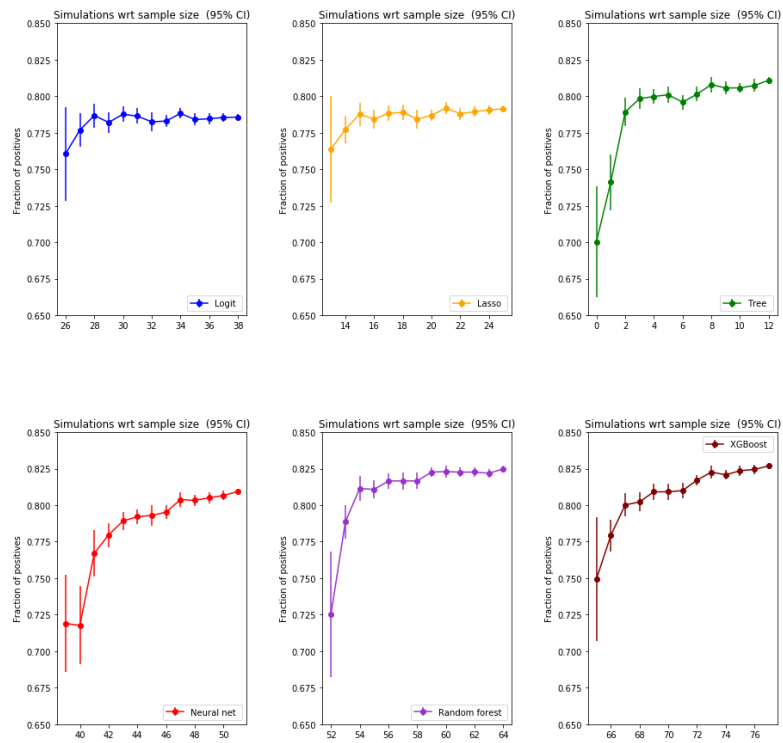 Simulations wrt sample size (95% CI)
Simulations wrt sample size (95% CI)
Simulations wrt sample size (95% CI)
0.850
0.825
0.800
0.775
0.750
0.725
0.700
0.675
0.650
Fraction of positives
26 28 30 32 34 36 38
Logit
0.850
0.825
0.800
0.775
0.750
0.725
0.700
0.675
0.650
Fraction of positives
14 16 18 20 22 24
Lasso
0.850
0.825
0.800
0.775
0.750
0.725
0.700
0.675
0.650
Fraction of positives
0 2 4 6 8 10 12
Tree
Simulations wrt sample size (95% CI)
Simulations wrt sample size (95% CI)
Simulations wrt sample size (95% CI)
0.850
0.825
0.800
0.775
0.750
0.725
0.700
0.675
0.650
Fraction of positives
40 42 44 46 48 50
Neural net
0.850
0.825
0.800
0.775
0.750
0.725
0.700
0.675
0.650
Fraction of positives
52 54 56 58 60 62 64
Random forest
0.850
0.825
0.800
0.775
0.750
0.725
0.700
0.675
0.650
Fraction of positives
66 68 70 72 74 76
XGBoost